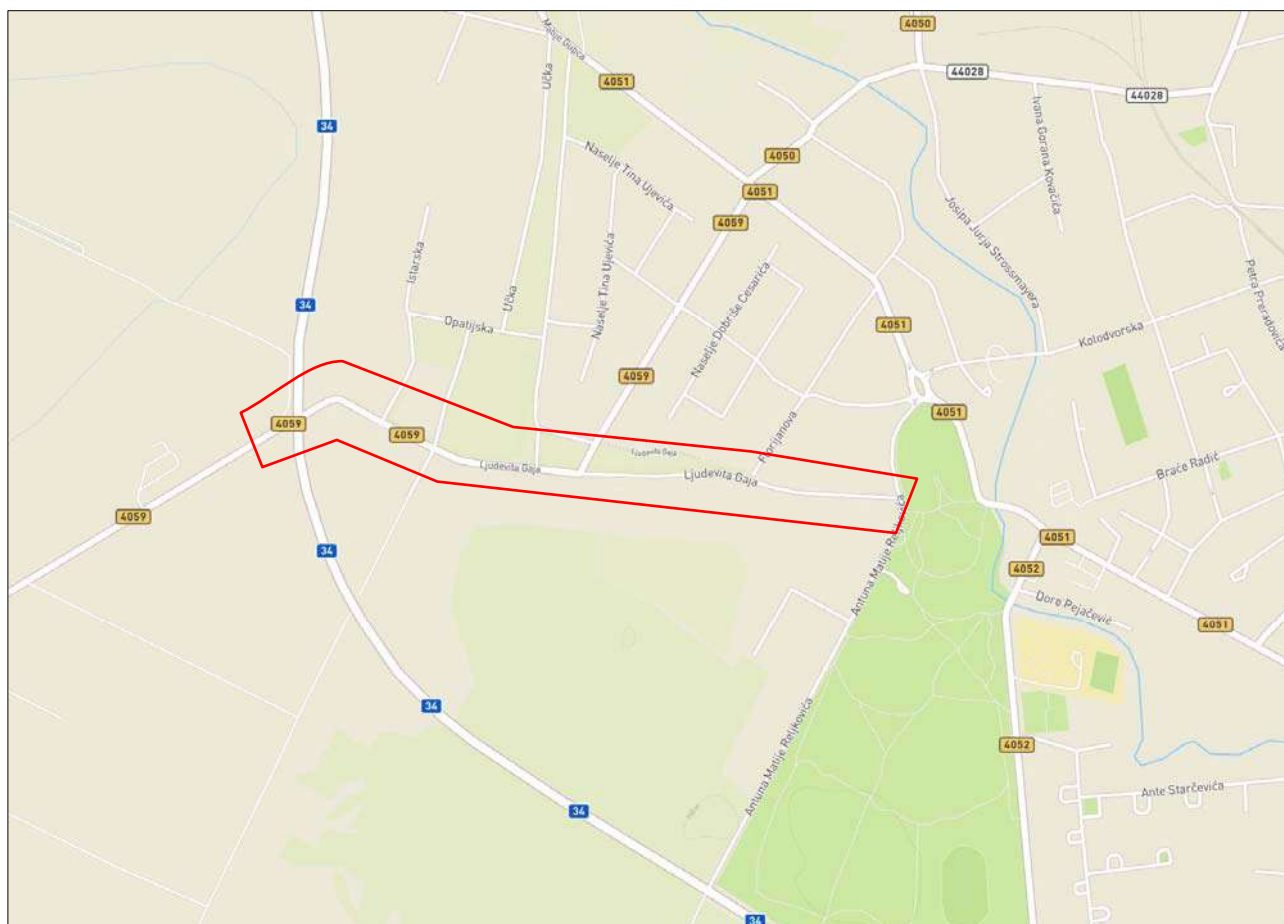 4050
Matije Gupca
4051
44028
44028
Učka
34
Ivana Gorana Kovačića
Naselje Tina Ujevića
4050
4051
4059
Josipa Jurja Strossmayera
Istarska
Naselje Tina Ujevića
Učka
Naselje Dobriše Cesarića
Petra Preradovića
34
Opatijska
4051
Kolodvorska
4059
4051
4059
4059
Ljudevita Gaja
Florijanova
Ljudevita Gaja
Ljudevita Gaja
Braće Radić
4059
Antuna Matije Reljkovića
34
4051
4052
Dore Pejačević
4051
34
4052
Antuna Matije Reljkovića
Ante Starčevića
34
34